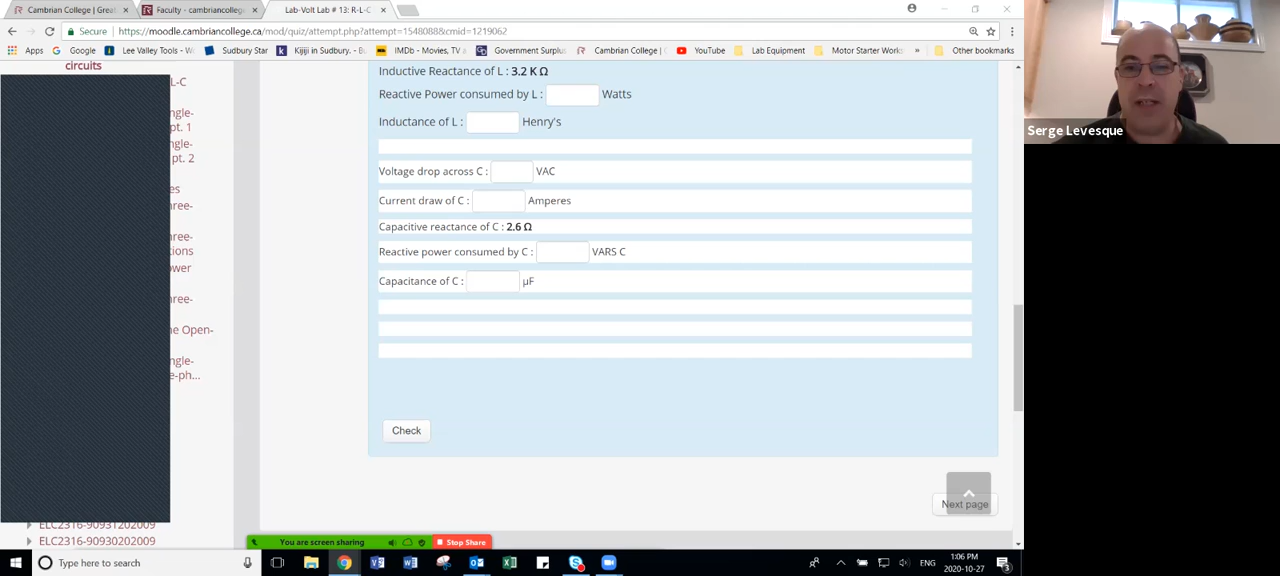 Cambrian College | Great
Faculty - cambriancolleg
Lab-Volt Lab # 13: R-L-C
Secure
https://moodle.cambriancollege.ca/mod/quiz/attempt.php?attempt=1548088&cmid=1219062
Apps
Google
Lee Valley Tools - W
Sudbury Star
Kijiji in Sudbury. - Bu
IMDb - Movies, TV a
Government Surplu
Cambrian College |
YouTube
Lab Equipment
Motor Starter Works
»
Other bookmarks
circuits
L-C
ngle-
pt. 1
ngle-
pt. 2
es
ree-
ree-
tions
ower
ree-
ne Open-
ngle-
e-ph...
ELC2316-90931202009
ELC2316-90930202009
Inductive Reactance of L : 3.2 K Ω
Reactive Power consumed by L : Watts
Inductance of L : Henry's
Voltage drop across C : VAC
Current draw of C : Amperes
Capacitive reactance of C : 2.6 Ω
Reactive power consumed by C : VARS C
Capacitance of C : µF
Check
Next page
Serge Levesque
You are screen sharing
Stop Share
Type here to search
ENG
1:06 PM
2020-10-27
3